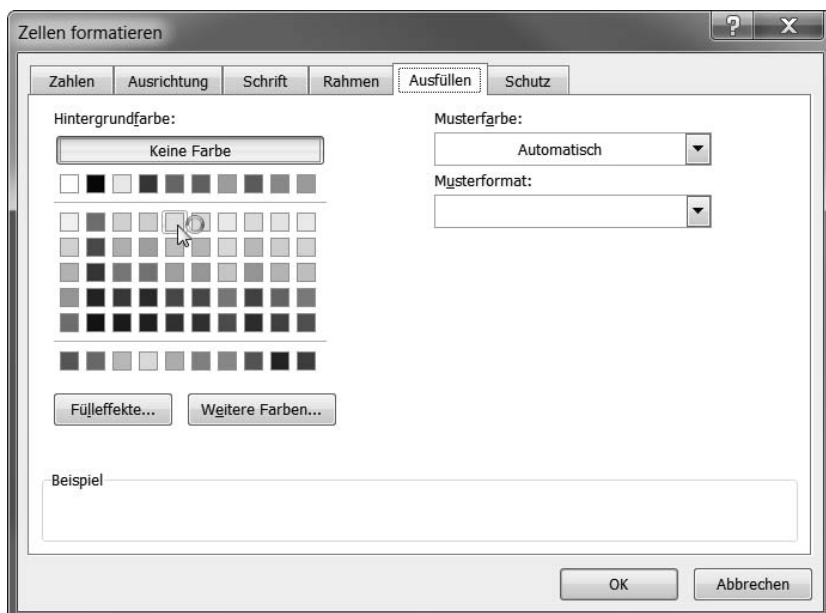 Zellen formatieren
? X
Zahlen Ausrichtung Schrift Rahmen Ausfüllen Schutz
Hintergrundfarbe:
Keine Farbe
Musterfarbe:
Automatisch
Musterformat:
Fülleffekte...
Weitere Farben...
Beispiel
OK Abbrechen